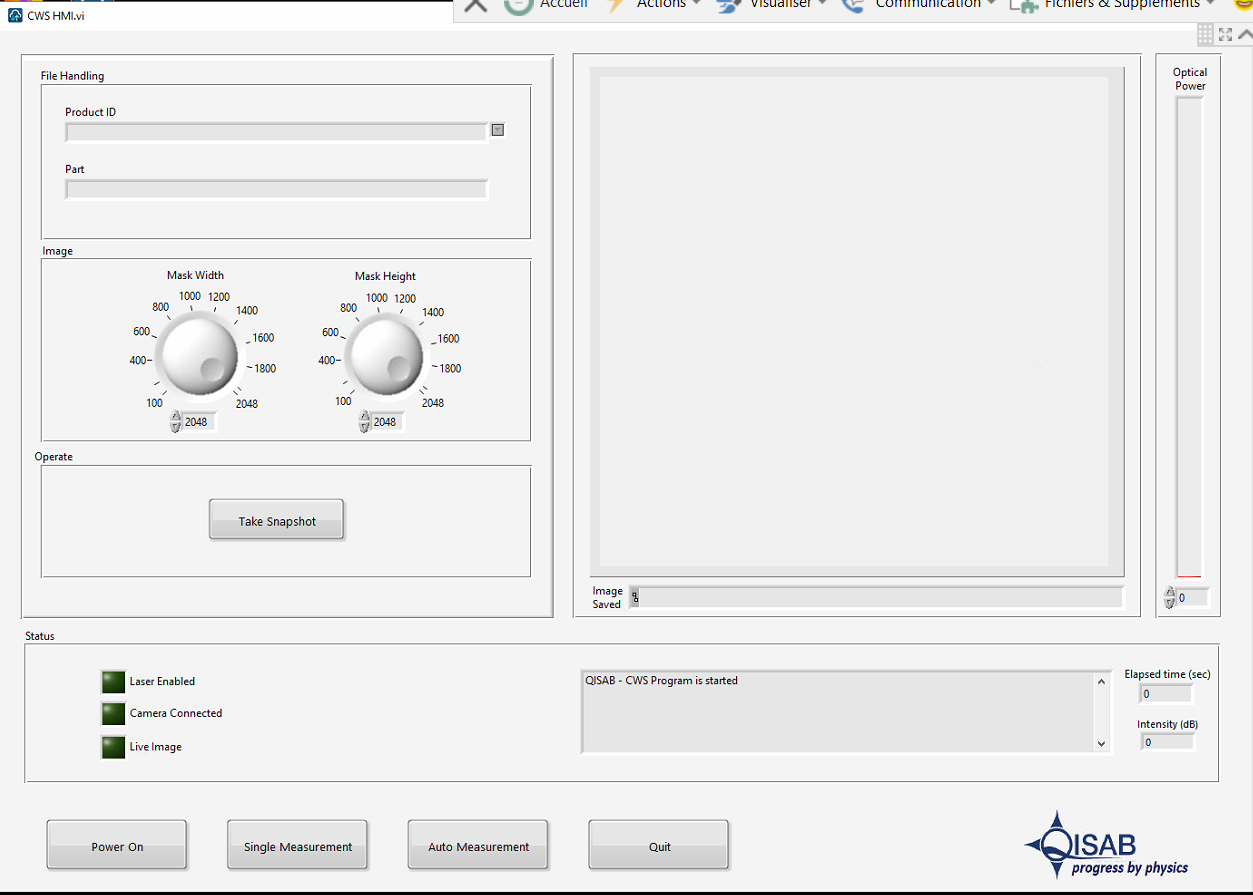 CWS HMI.vi
Accueil
Actions
Visualiser
Communication
Fichiers & Suppléments
File Handling
Product ID
Part
Image
Mask Width
100
400
600
800
1000
1200
1400
1600
1800
2048
2048
Mask Height
100
400
600
800
1000
1200
1400
1600
1800
2048
2048
Operate
Take Snapshot
Image
Saved
Optical
Power
0
Status
Laser Enabled
Camera Connected
Live Image
QISAB - CWS Program is started
Elapsed time (sec)
0
Intensity (dB)
0
Power On
Single Measurement
Auto Measurement
Quit
QISAB
progress by physics